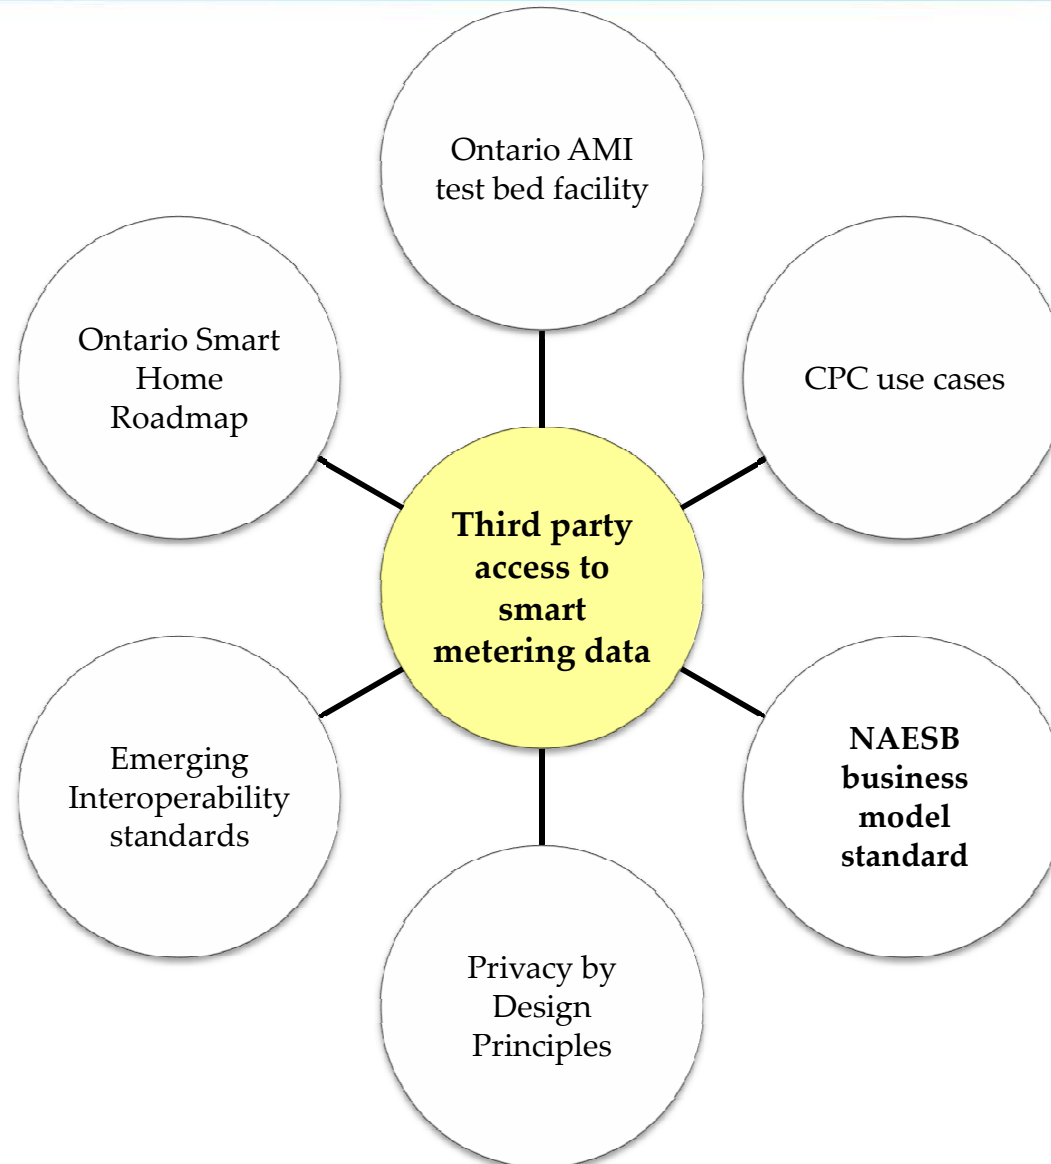 Ontario AMI
test bed facility
Ontario Smart
Home
Roadmap
CPC use cases
Third party
access to
smart
metering data
Emerging
Interoperability
standards
NAESB
business
model
standard
Privacy by
Design
Principles